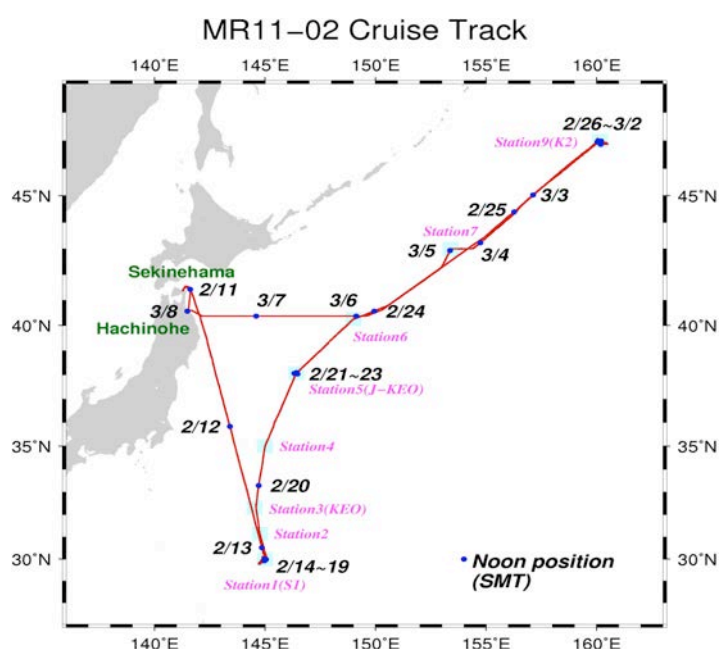 MR11-02 Cruise Track
140˚E 145˚E 150˚E 155˚E 160˚E
2/26~3/2
Station9(K2)
45˚N 45˚N
3/3
2/25
Station7
3/5
3/4
Sekinehama
2/11
3/8
3/7
3/6
2/24
Hachinohe
40˚N 40˚N
Station6
2/21~23
Station5(J-KEO)
2/12
Station4
35˚N 35˚N
2/20
Station3(KEO)
Station2
2/13
30˚N 30˚N
2/14~19
Station1(S1)
Noon position
(SMT)
140˚E 145˚E 150˚E 155˚E 160˚E